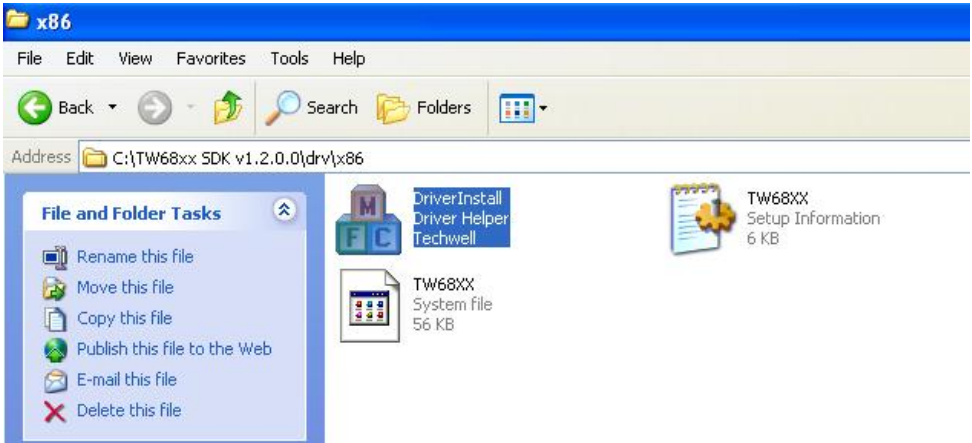 x86
File Edit View Favorites Tools Help
Back Search Folders
Address C:\TW68xx SDK v1.2.0.0\drv\x86
File and Folder Tasks
Rename this file
Move this file
Copy this file
Publish this file to the Web
E-mail this file
Delete this file
M
F C
DriverInstall
Driver Helper
Techwell
TW68XX
Setup Information
6 KB
TW68XX
System file
56 KB